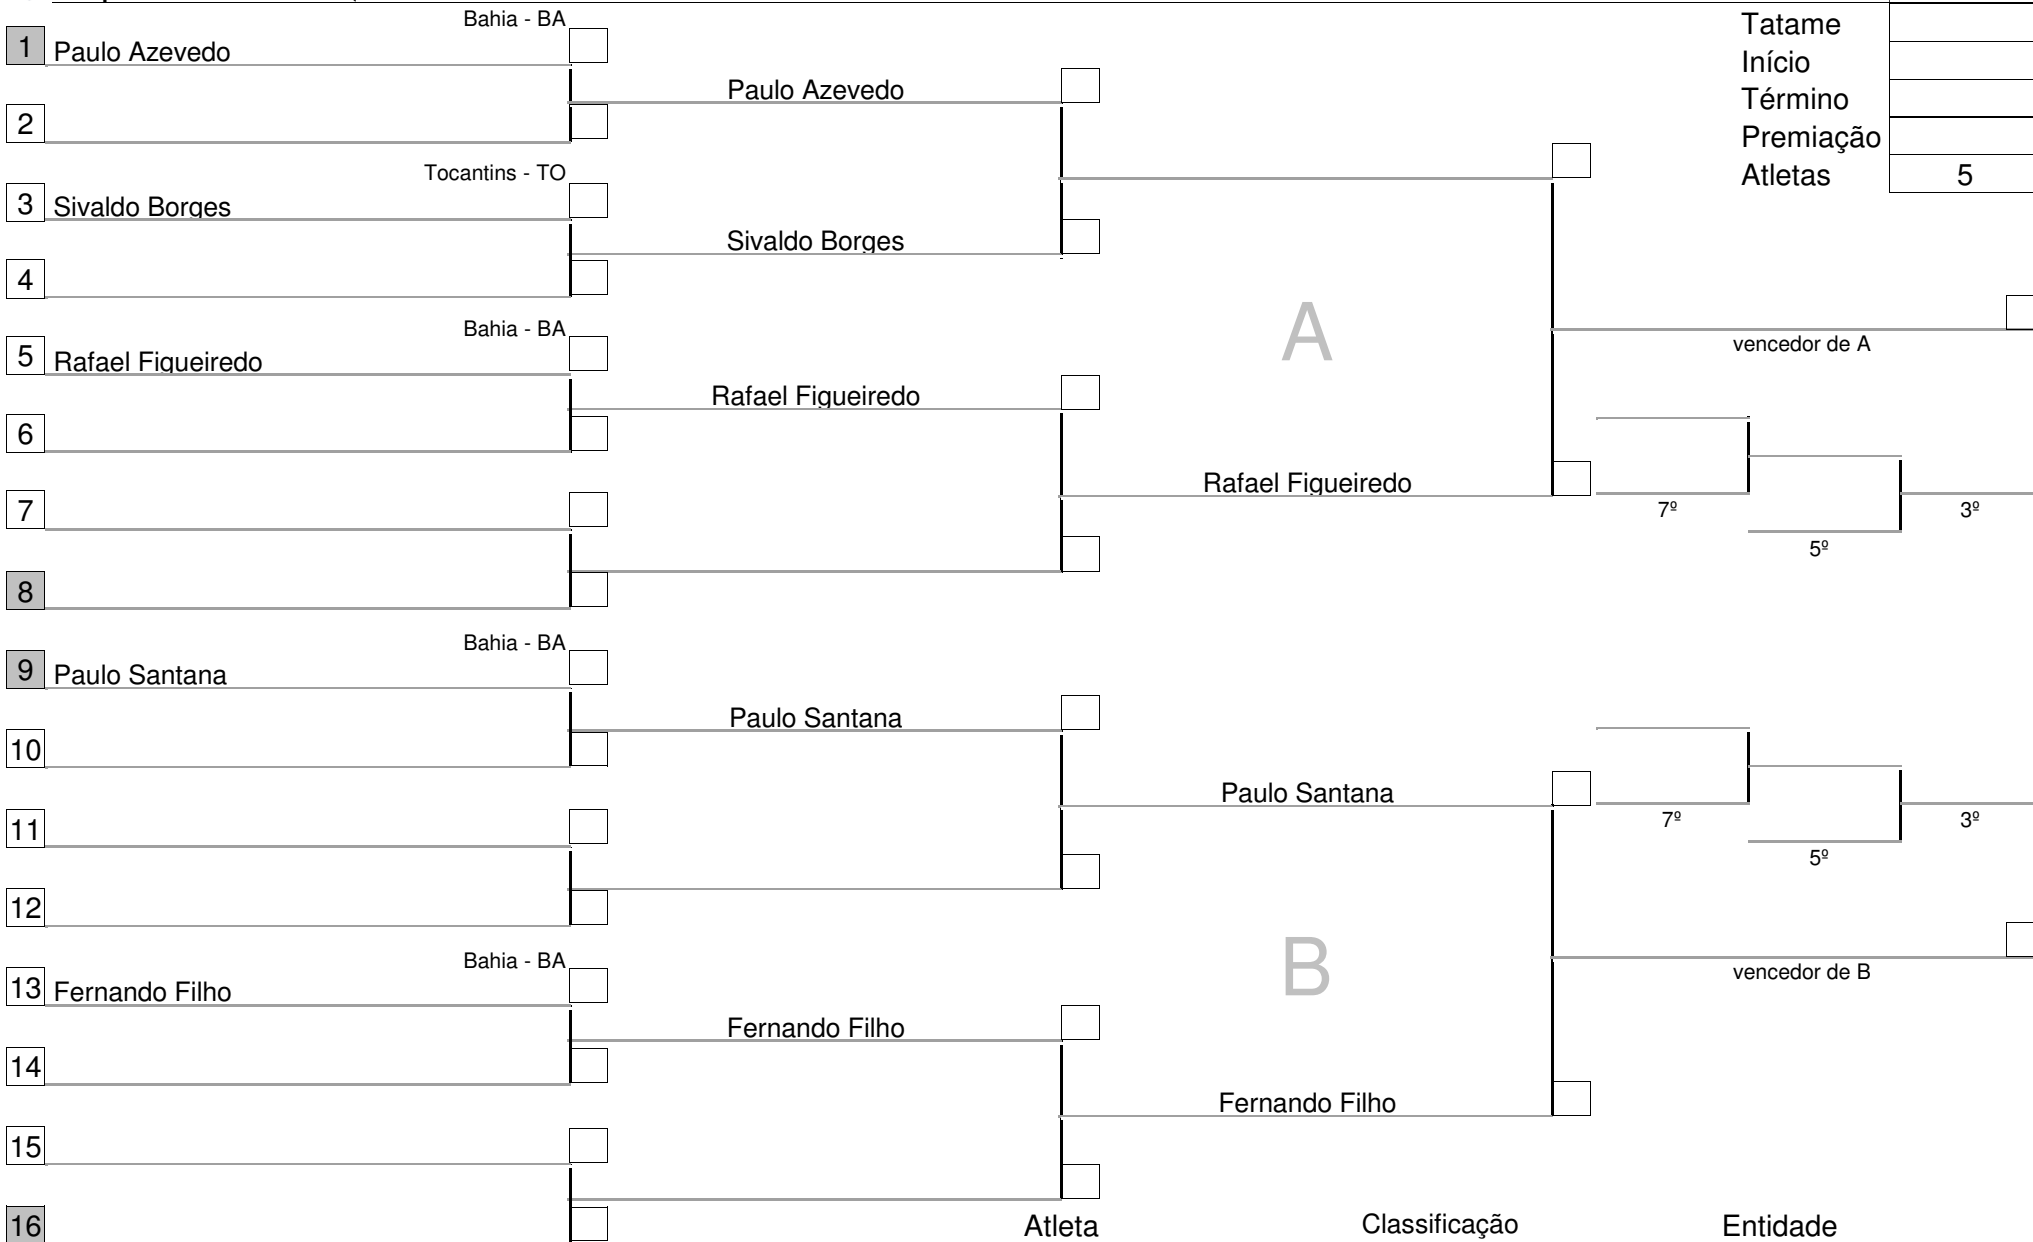 Bahia - BA
Tatame
1 Paulo Azevedo
Início
Paulo Azevedo
Término
2
Premiação
Tocantins - TO
Atletas 5
3 Sivaldo Borges
Sivaldo Borges
4
Bahia - BA
A
vencedor de A
5 Rafael Figueiredo
Rafael Figueiredo
6
Rafael Figueiredo
7
7º
3º
5º
8
Bahia - BA
9 Paulo Santana
Paulo Santana
10
Paulo Santana
7º
3º
11
5º
12
Bahia - BA
B
vencedor de B
13 Fernando Filho
Fernando Filho
14
Fernando Filho
15
16
Atleta Classificação Entidade